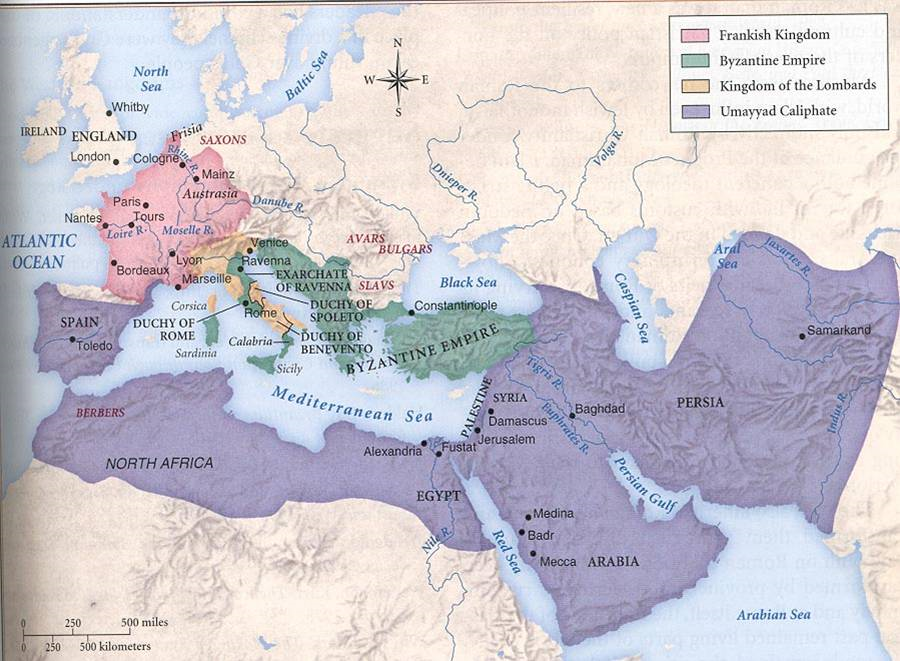 Frankish Kingdom
Byzantine Empire
Kingdom of the Lombards
Umayyad Caliphate
N
W
E
S
North
Sea
Baltic Sea
Whitby
IRELAND
ENGLAND
London
Frisia
SAXONS
Cologne
Rhine R.
Mainz
Austrasia
Paris
Nantes
Tours
Loire R.
Moselle R.
Danube R.
Dnieper R.
Volga R.
ATLANTIC
OCEAN
Lyon
Bordeaux
Marseille
Venice
Ravenna
EXARCHATE
OF RAVENNA
AVARS
BULGARS
SLAVS
Black Sea
Caspian Sea
Aral
Sea
Jaxartes R.
Corsica
Rome
DUCHY OF
SPOLETO
Constantinople
SPAIN
Toledo
DUCHY OF
ROME
Sardinia
Calabria
DUCHY OF
BENEVENTO
BYZANTINE EMPIRE
Sicily
Samarkand
Mediterranean Sea
BERBERS
NORTH AFRICA
Tigris R.
Euphrates R.
PALESTINE
SYRIA
Damascus
Jerusalem
Baghdad
PERSIA
Indus R.
Alexandria
Fustat
EGYPT
Nile R.
Persian Gulf
Red Sea
Medina
Badr
Mecca
ARABIA
Arabian Sea
0 250 500 miles
0 250 500 kilometers